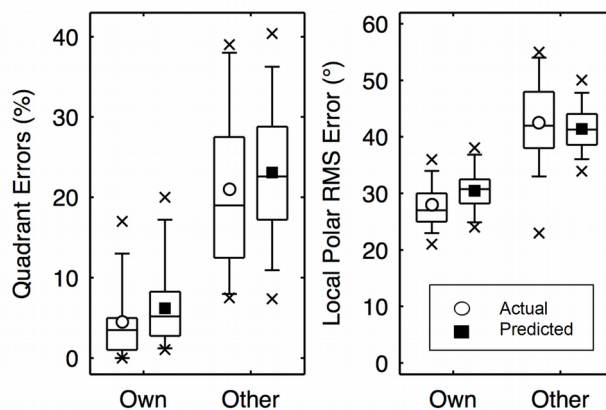 Quadrant Errors (%)
40
30
20
10
0
Own Other
Local Polar RMS Error (°)
60
50
40
30
20
10
0
Own Other
Actual
Predicted